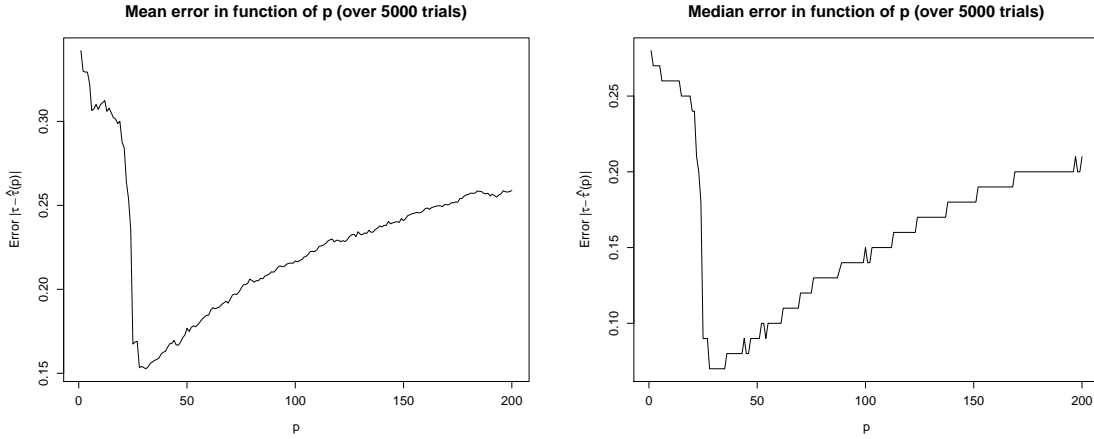 Mean error in function of p (over 5000 trials)
Error |τ − τ̂(p)|
0.30
0.25
0.20
0.15
0 50 100 150 200
p
Median error in function of p (over 5000 trials)
Error |τ − τ̂(p)|
0.25
0.20
0.15
0.10
0 50 100 150 200
p